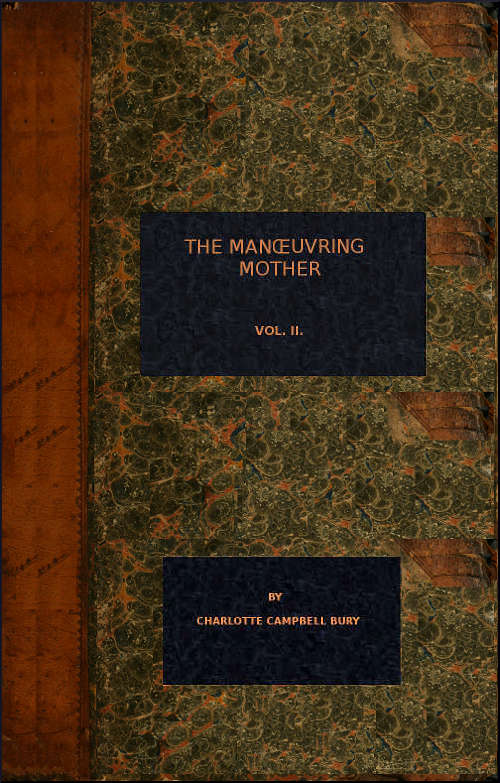 THE MANŒUVRING
MOTHER
VOL. II.
BY
CHARLOTTE CAMPBELL BURY